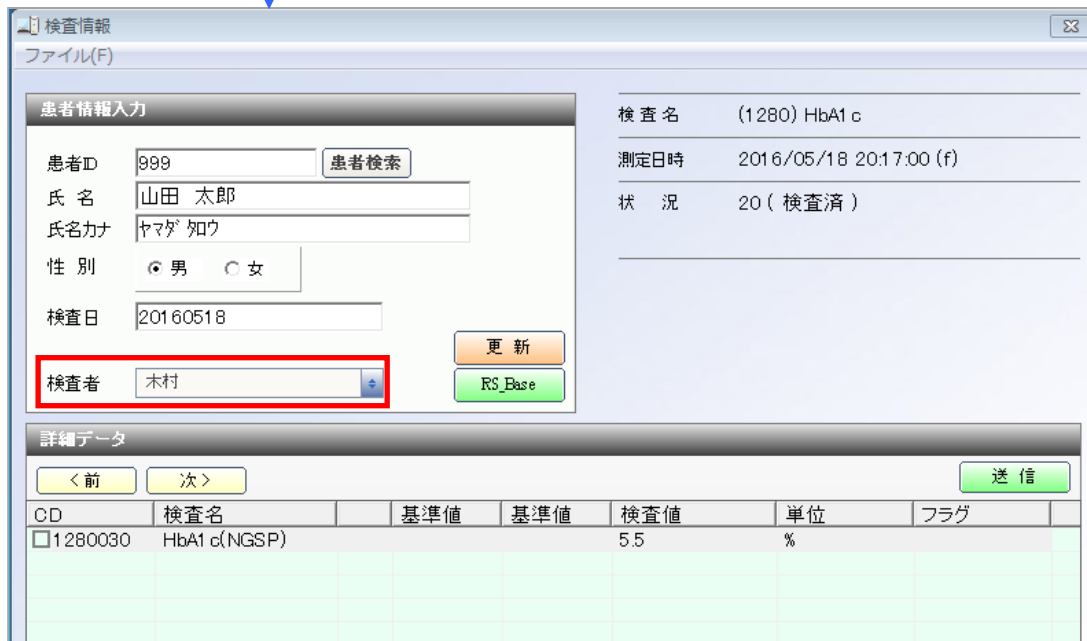 検査情報
ファイル(F)
患者情報入力
患者ID 999 患者検索
氏 名 山田 太郎
氏名カナ ヤマダ タロウ
性 別 男 女
検査日 20160518
更 新
検査者 木村
RS_Base
検 査 名 (1280) HbA1c
測定日時 2016/05/18 20:17:00 (f)
状 況 20 ( 検査済 )
詳細データ
<前 次> 送 信
CD 検査名 基準値 基準値 検査値 単位 フラグ
1280030 HbA1c(NGSP) 5.5 %